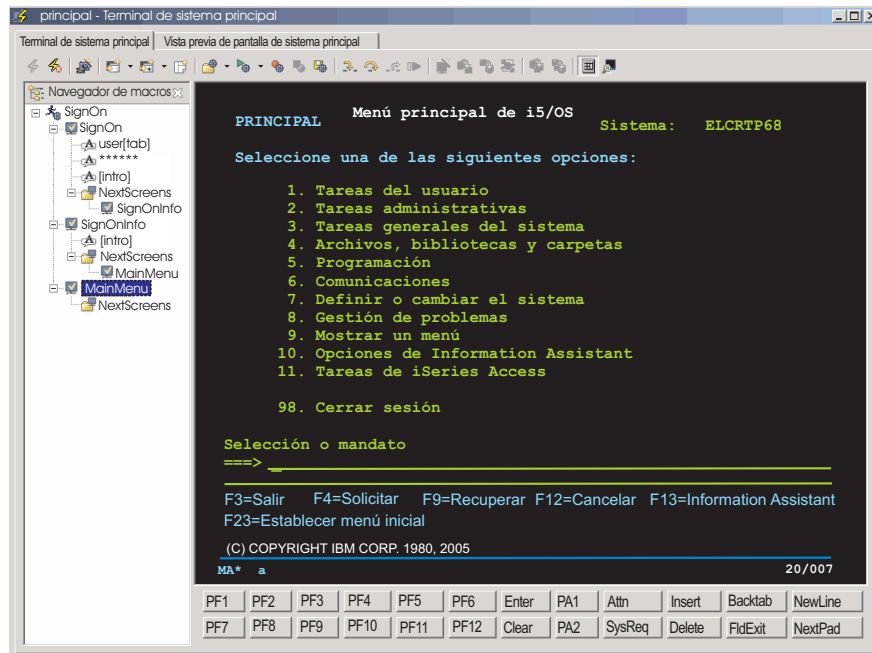 principal - Terminal de sistema principal
Terminal de sistema principal Vista previa de pantalla de sistema principal
Navegador de macros
SignOn
SignOn
user[tab]
******
[intro]
NextScreens
SignOnInfo
SignOnInfo
[intro]
NextScreens
MainMenu
MainMenu
NextScreens
PRINCIPAL Menú principal de i5/OS
Sistema: ELCRTP68
Seleccione una de las siguientes opciones:
1. Tareas del usuario
2. Tareas administrativas
3. Tareas generales del sistema
4. Archivos, bibliotecas y carpetas
5. Programación
6. Comunicaciones
7. Definir o cambiar el sistema
8. Gestión de problemas
9. Mostrar un menú
10. Opciones de Information Assistant
11. Tareas de iSeries Access
98. Cerrar sesión
Selección o mandato
===> _
F3=Salir F4=Solicitar F9=Recuperar F12=Cancelar F13=Information Assistant
F23=Establecer menú inicial
(C) COPYRIGHT IBM CORP. 1980, 2005
MA* a 20/007
PF1 PF2 PF3 PF4 PF5 PF6 Enter PA1 Attn Insert Backtab NewLine
PF7 PF8 PF9 PF10 PF11 PF12 Clear PA2 SysReq Delete FldExit NextPad